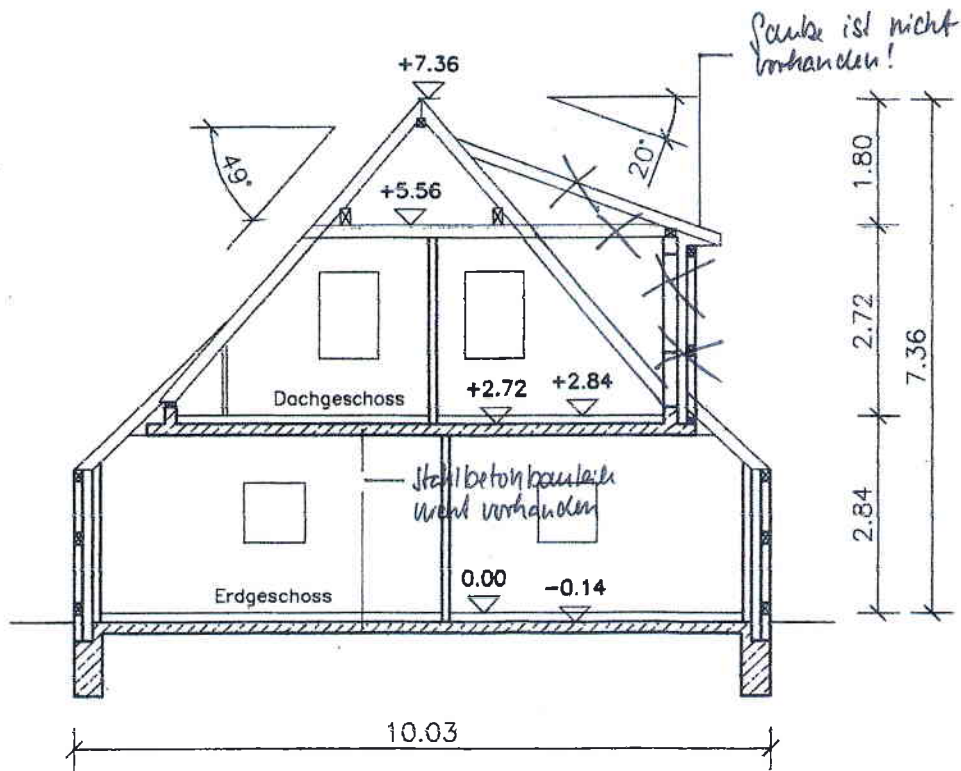 Gaube ist nicht
vorhanden!
+7.36
49°
20°
1.80
+5.56
2.72
7.36
Dachgeschoss
+2.72
+2.84
Stahlbetonbauteile
nicht vorhanden
2.84
Erdgeschoss
0.00
-0.14
10.03